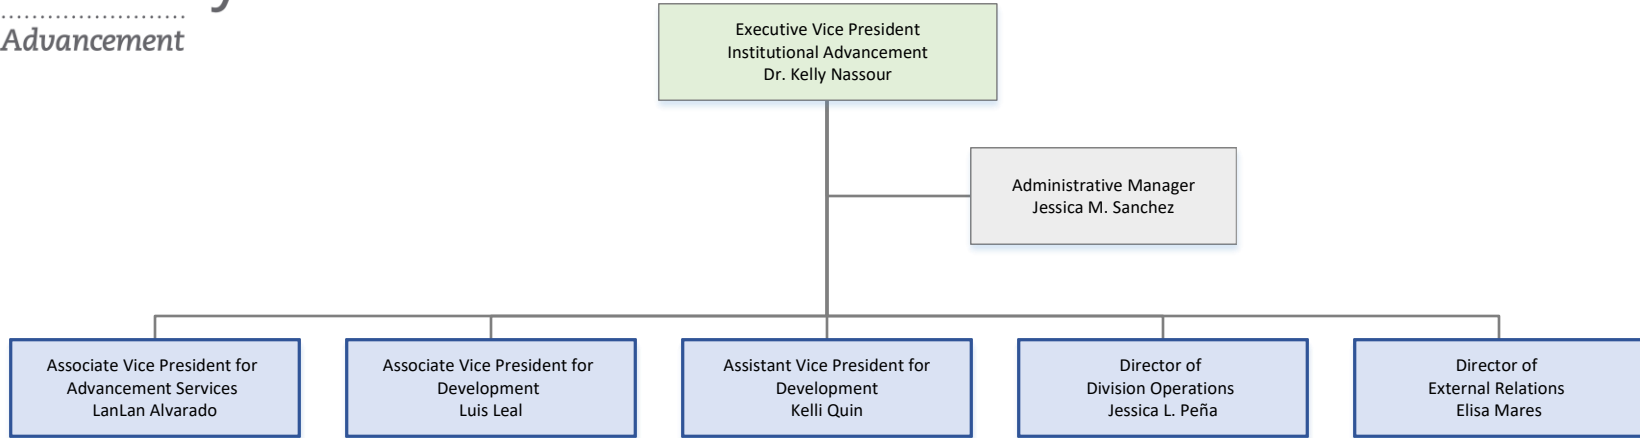 Advancement
Executive Vice President
Institutional Advancement
Dr. Kelly Nassour
Administrative Manager
Jessica M. Sanchez
Associate Vice President for
Advancement Services
LanLan Alvarado
Associate Vice President for
Development
Luis Leal
Assistant Vice President for
Development
Kelli Quin
Director of
Division Operations
Jessica L. Peña
Director of
External Relations
Elisa Mares